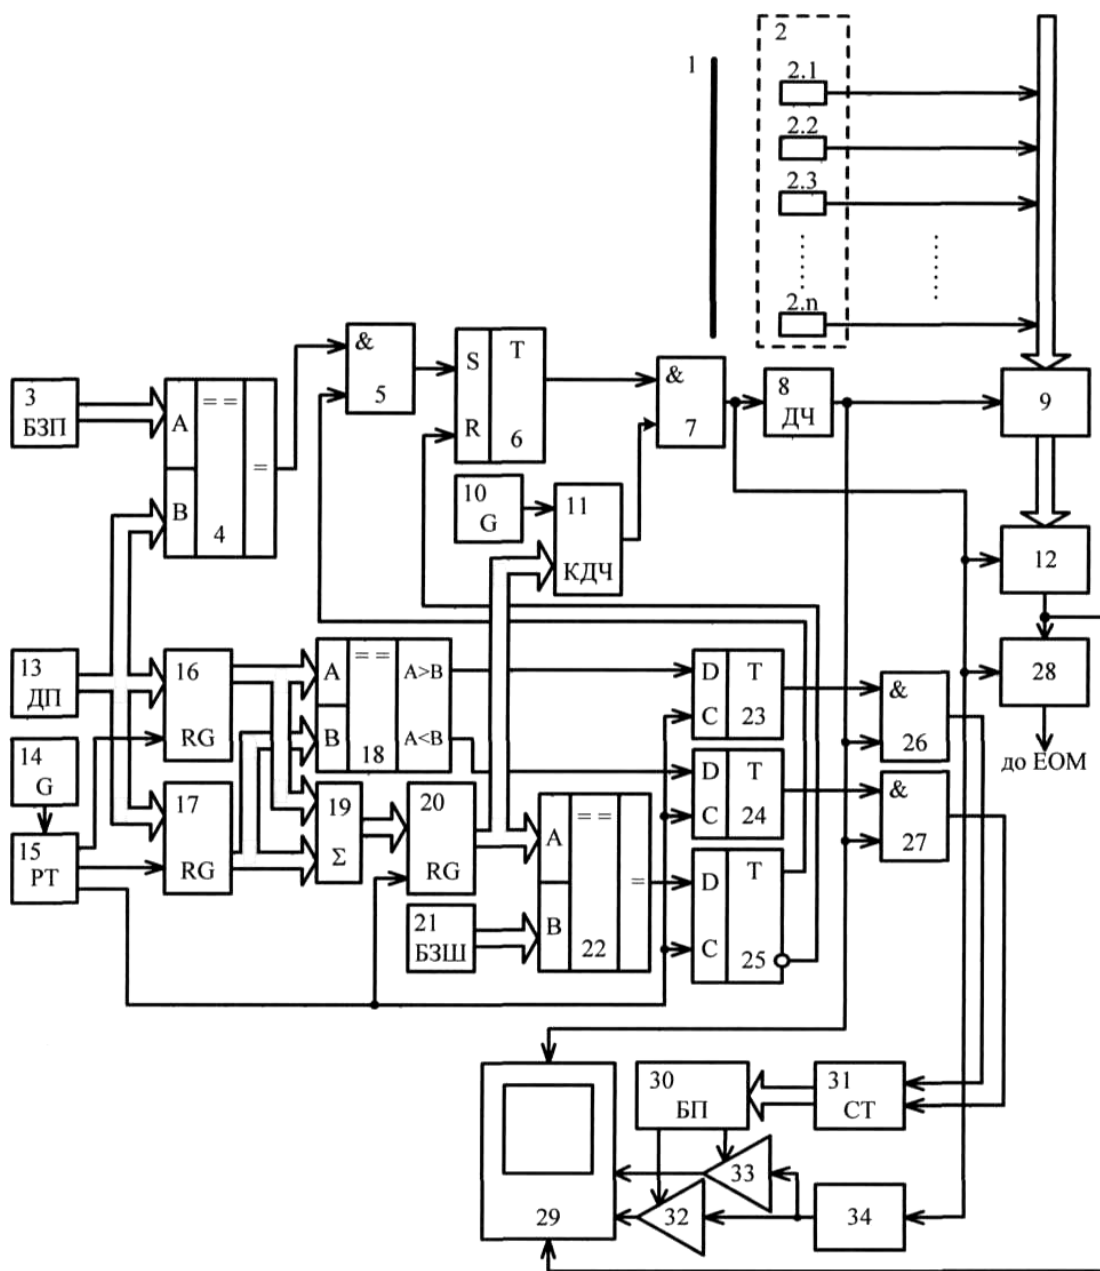 1
2
2.1
2.2
2.3
2.n
3
БЗП
A
B
= =
=
4
&
5
S
R
T
6
&
7
8
ДЧ
9
10
G
11
КДЧ
12
13
ДП
14
G
15
РТ
16
RG
17
RG
A
B
= =
18
A>B
A<B
19
Σ
20
RG
21
БЗШ
A
B
= =
=
22
D
C
T
23
D
C
T
24
D
C
T
25
&
26
&
27
28
до ЕОМ
29
30
БП
31
СТ
32
33
34